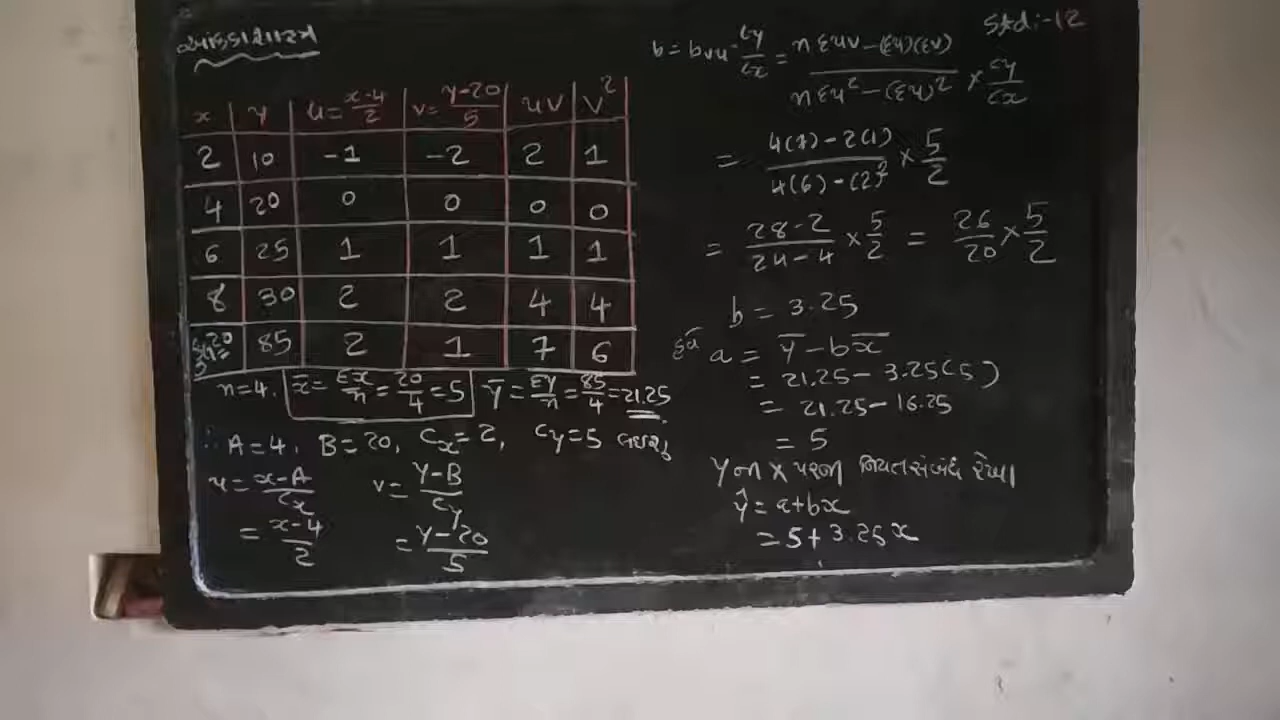 Std:-12
x y u=x-4/2 v=y-20/5 uv v²
2 10 -1 -2 2 1
4 20 0 0 0 0
6 25 1 1 1 1
8 30 2 2 4 4
20 85 2 1 7 6
n=4. x̄=Σx/n=20/4=5 ȳ=Σy/n=85/4=21.25
∴ A=4, B=20, Cx=2, Cy=5 લેતાં
u=x-A/Cx v=y-B/Cy
=x-4/2 =y-20/5
b=bvu·Cy/Cx=nΣuv-(Σu)(Σv)/nΣu²-(Σu)²×Cy/Cx
=4(7)-2(1)/4(6)-(2)²×5/2
=28-2/24-4×5/2=26/20×5/2
b=3.25
હવે a=ȳ-bx̄
=21.25-3.25(5)
=21.25-16.25
=5
Y ની X પરની નિયતસંબંધ રેખા
ŷ=a+bx
=5+3.25x